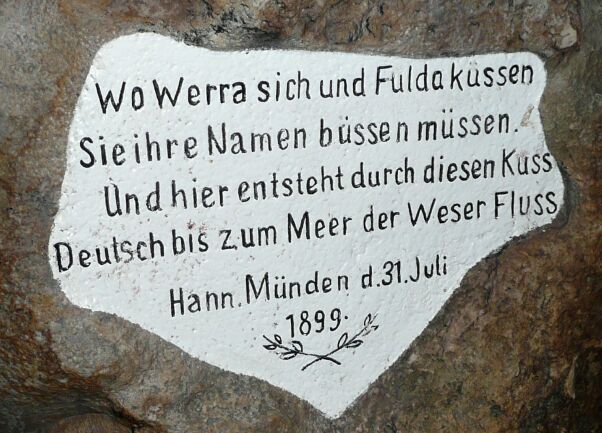 Wo Werra sich und Fulda küssen
Sie ihre Namen büssen müssen.
Und hier entsteht durch diesen Kuss
Deutsch bis zum Meer der Weser Fluss
Hann. Münden d. 31. Juli
1899.